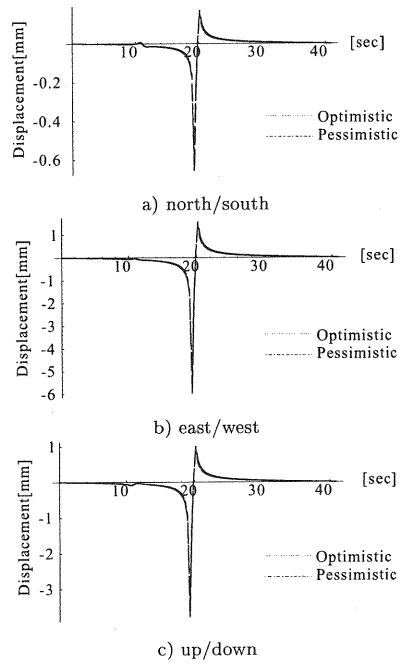 Displacement[mm]
10 20 30 40 [sec]
-0.2
-0.4
-0.6
Optimistic
Pessimistic
a) north/south
Displacement[mm]
1
10 20 30 40 [sec]
-1
-2
-3
-4
-5
-6
Optimistic
Pessimistic
b) east/west
Displacement[mm]
1
10 20 30 40 [sec]
-1
-2
-3
Optimistic
Pessimistic
c) up/down